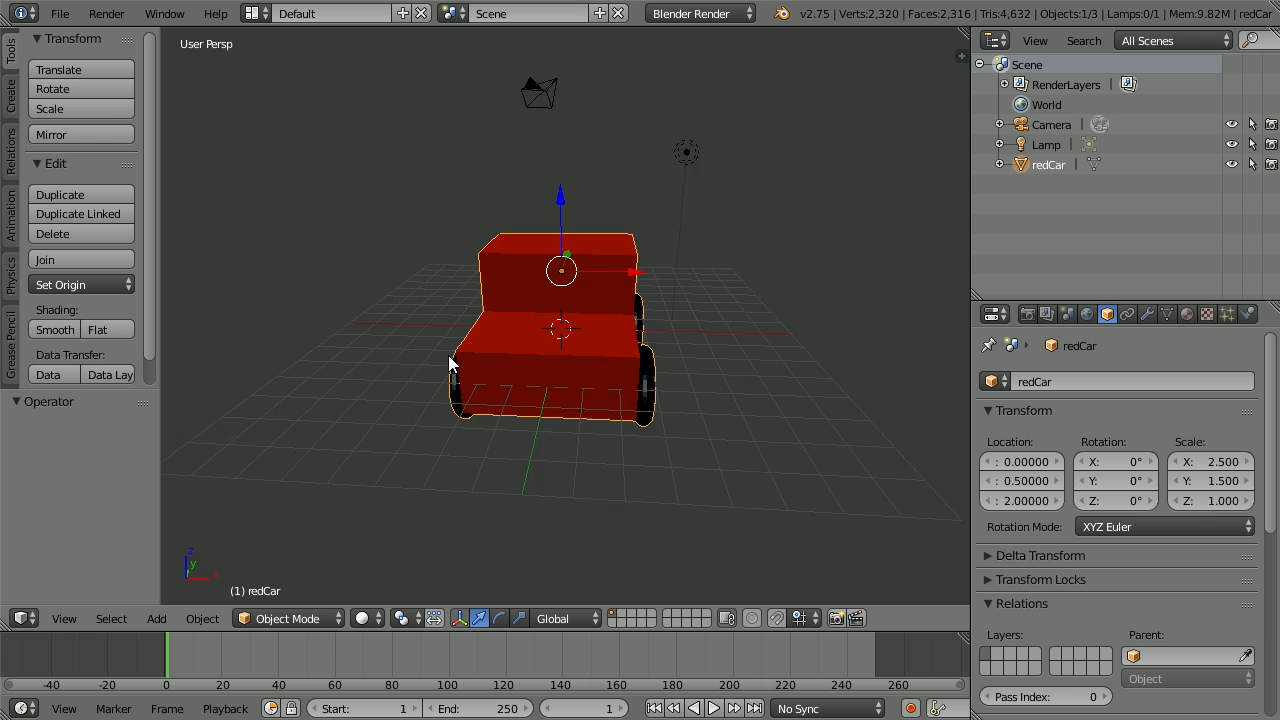 File Render Window Help Default Scene Blender Render v2.75 | Verts:2,320 | Faces:2,316 | Tris:4,632 | Objects:1/3 | Lamps:0/1 | Mem:9.82M | redCar
Tools
Create
Relations
Animation
Physics
Grease Pencil
Transform
Translate
Rotate
Scale
Mirror
Edit
Duplicate
Duplicate Linked
Delete
Join
Set Origin
Shading:
Smooth Flat
Data Transfer:
Data Data Lay
Operator
User Persp
z
y
x
(1) redCar
View Select Add Object Object Mode Global
-40 -20 0 20 40 60 80 100 120 140 160 180 200 220 240 260
View Marker Frame Playback Start: 1 End: 250 1 No Sync
View Search All Scenes
Scene
RenderLayers |
World
Camera |
Lamp |
redCar |
redCar
redCar
Transform
Location: Rotation: Scale:
: 0.00000 X: 0° X: 2.500
: 0.50000 Y: 0° Y: 1.500
: 2.00000 Z: 0° Z: 1.000
Rotation Mode: XYZ Euler
Delta Transform
Transform Locks
Relations
Layers: Parent:
Object
Pass Index: 0